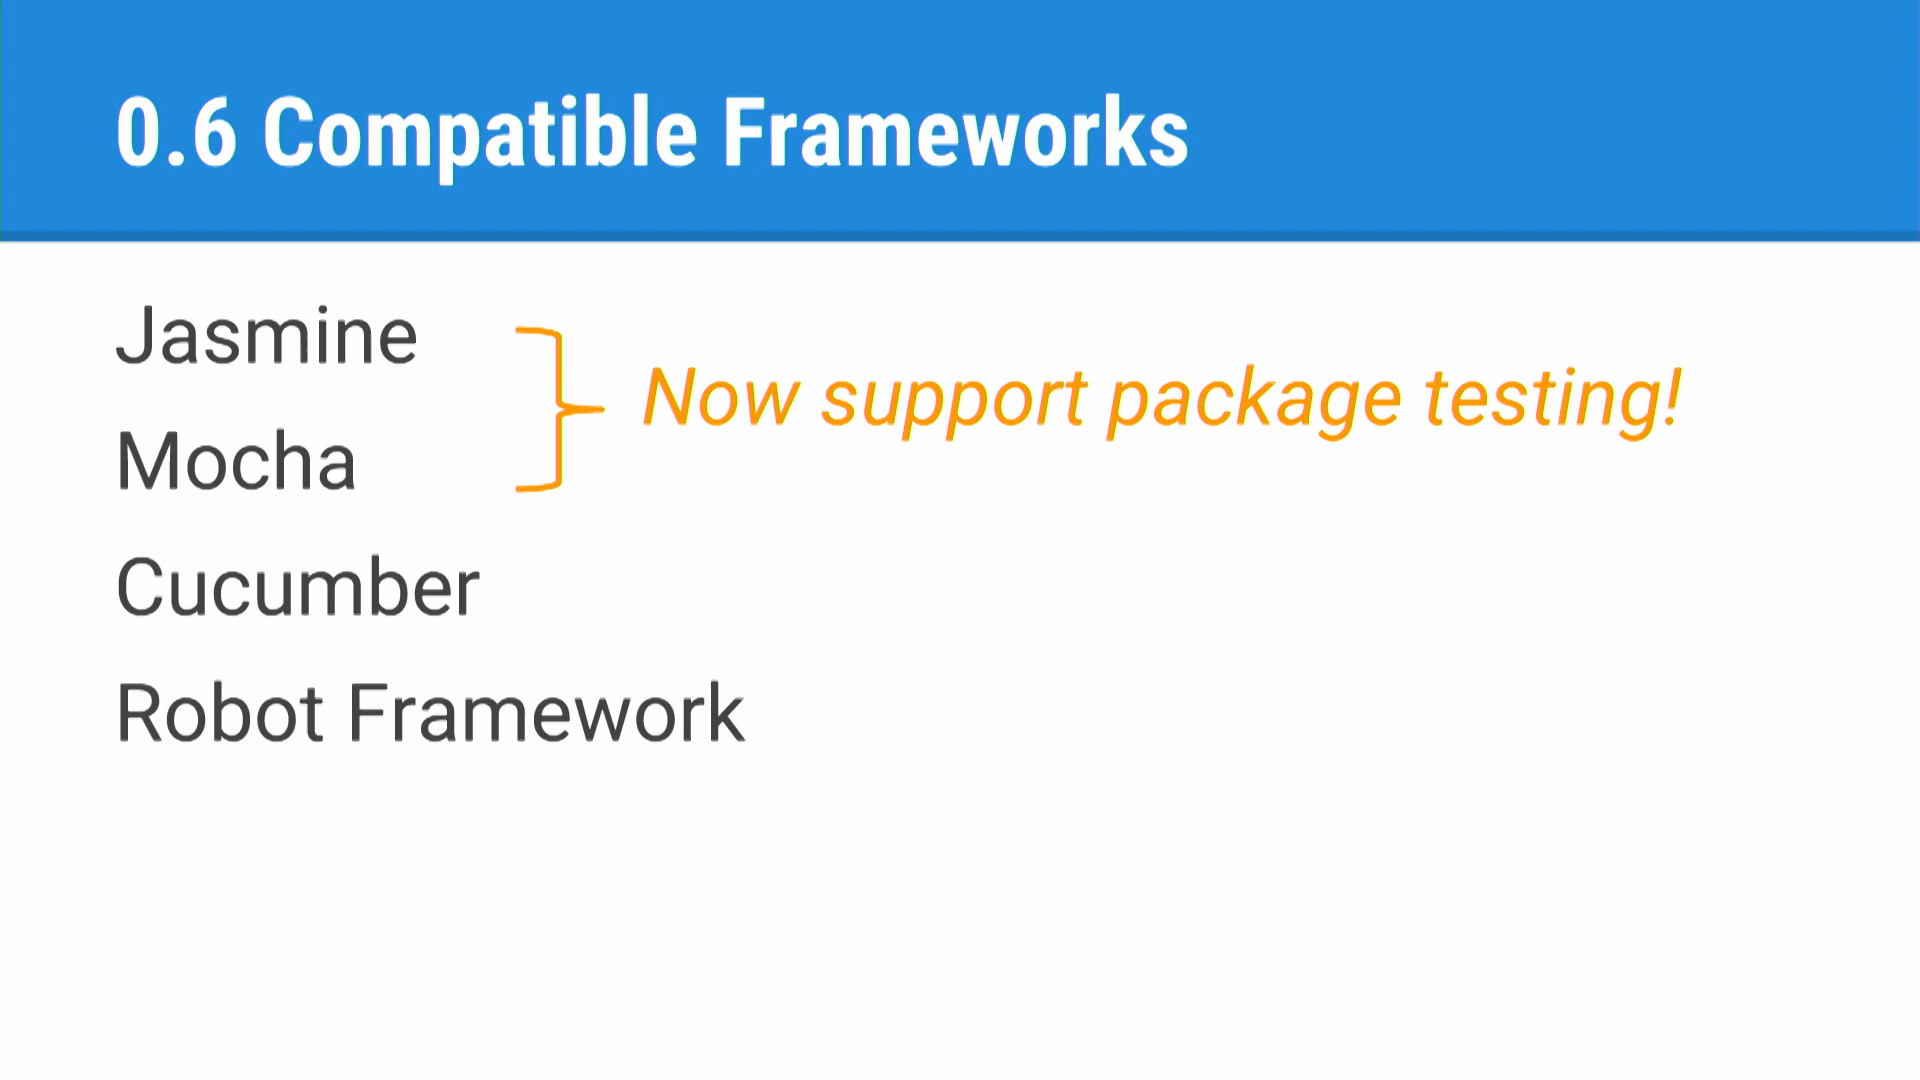 0.6 Compatible Frameworks
Jasmine
Now support package testing!
Mocha
Cucumber
Robot Framework